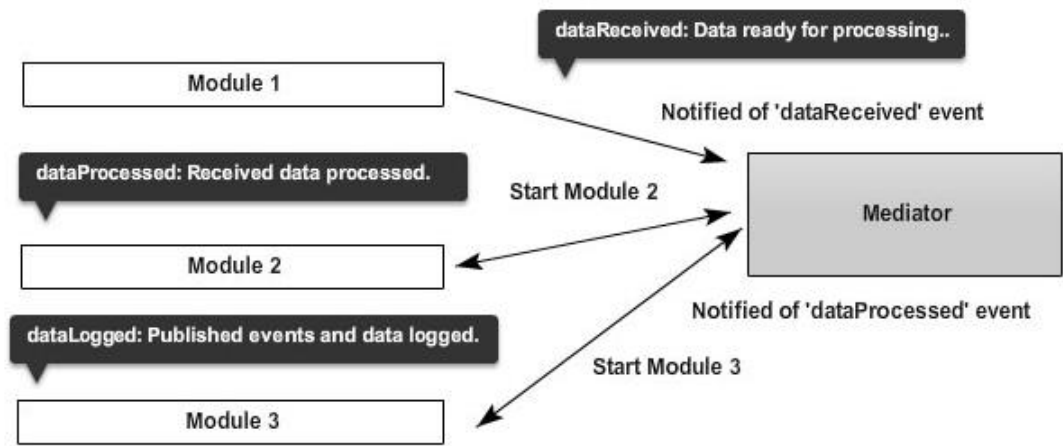 dataReceived: Data ready for processing..
Module 1
Notified of 'dataReceived' event
dataProcessed: Received data processed.
Start Module 2
Mediator
Module 2
Notified of 'dataProcessed' event
dataLogged: Published events and data logged.
Start Module 3
Module 3